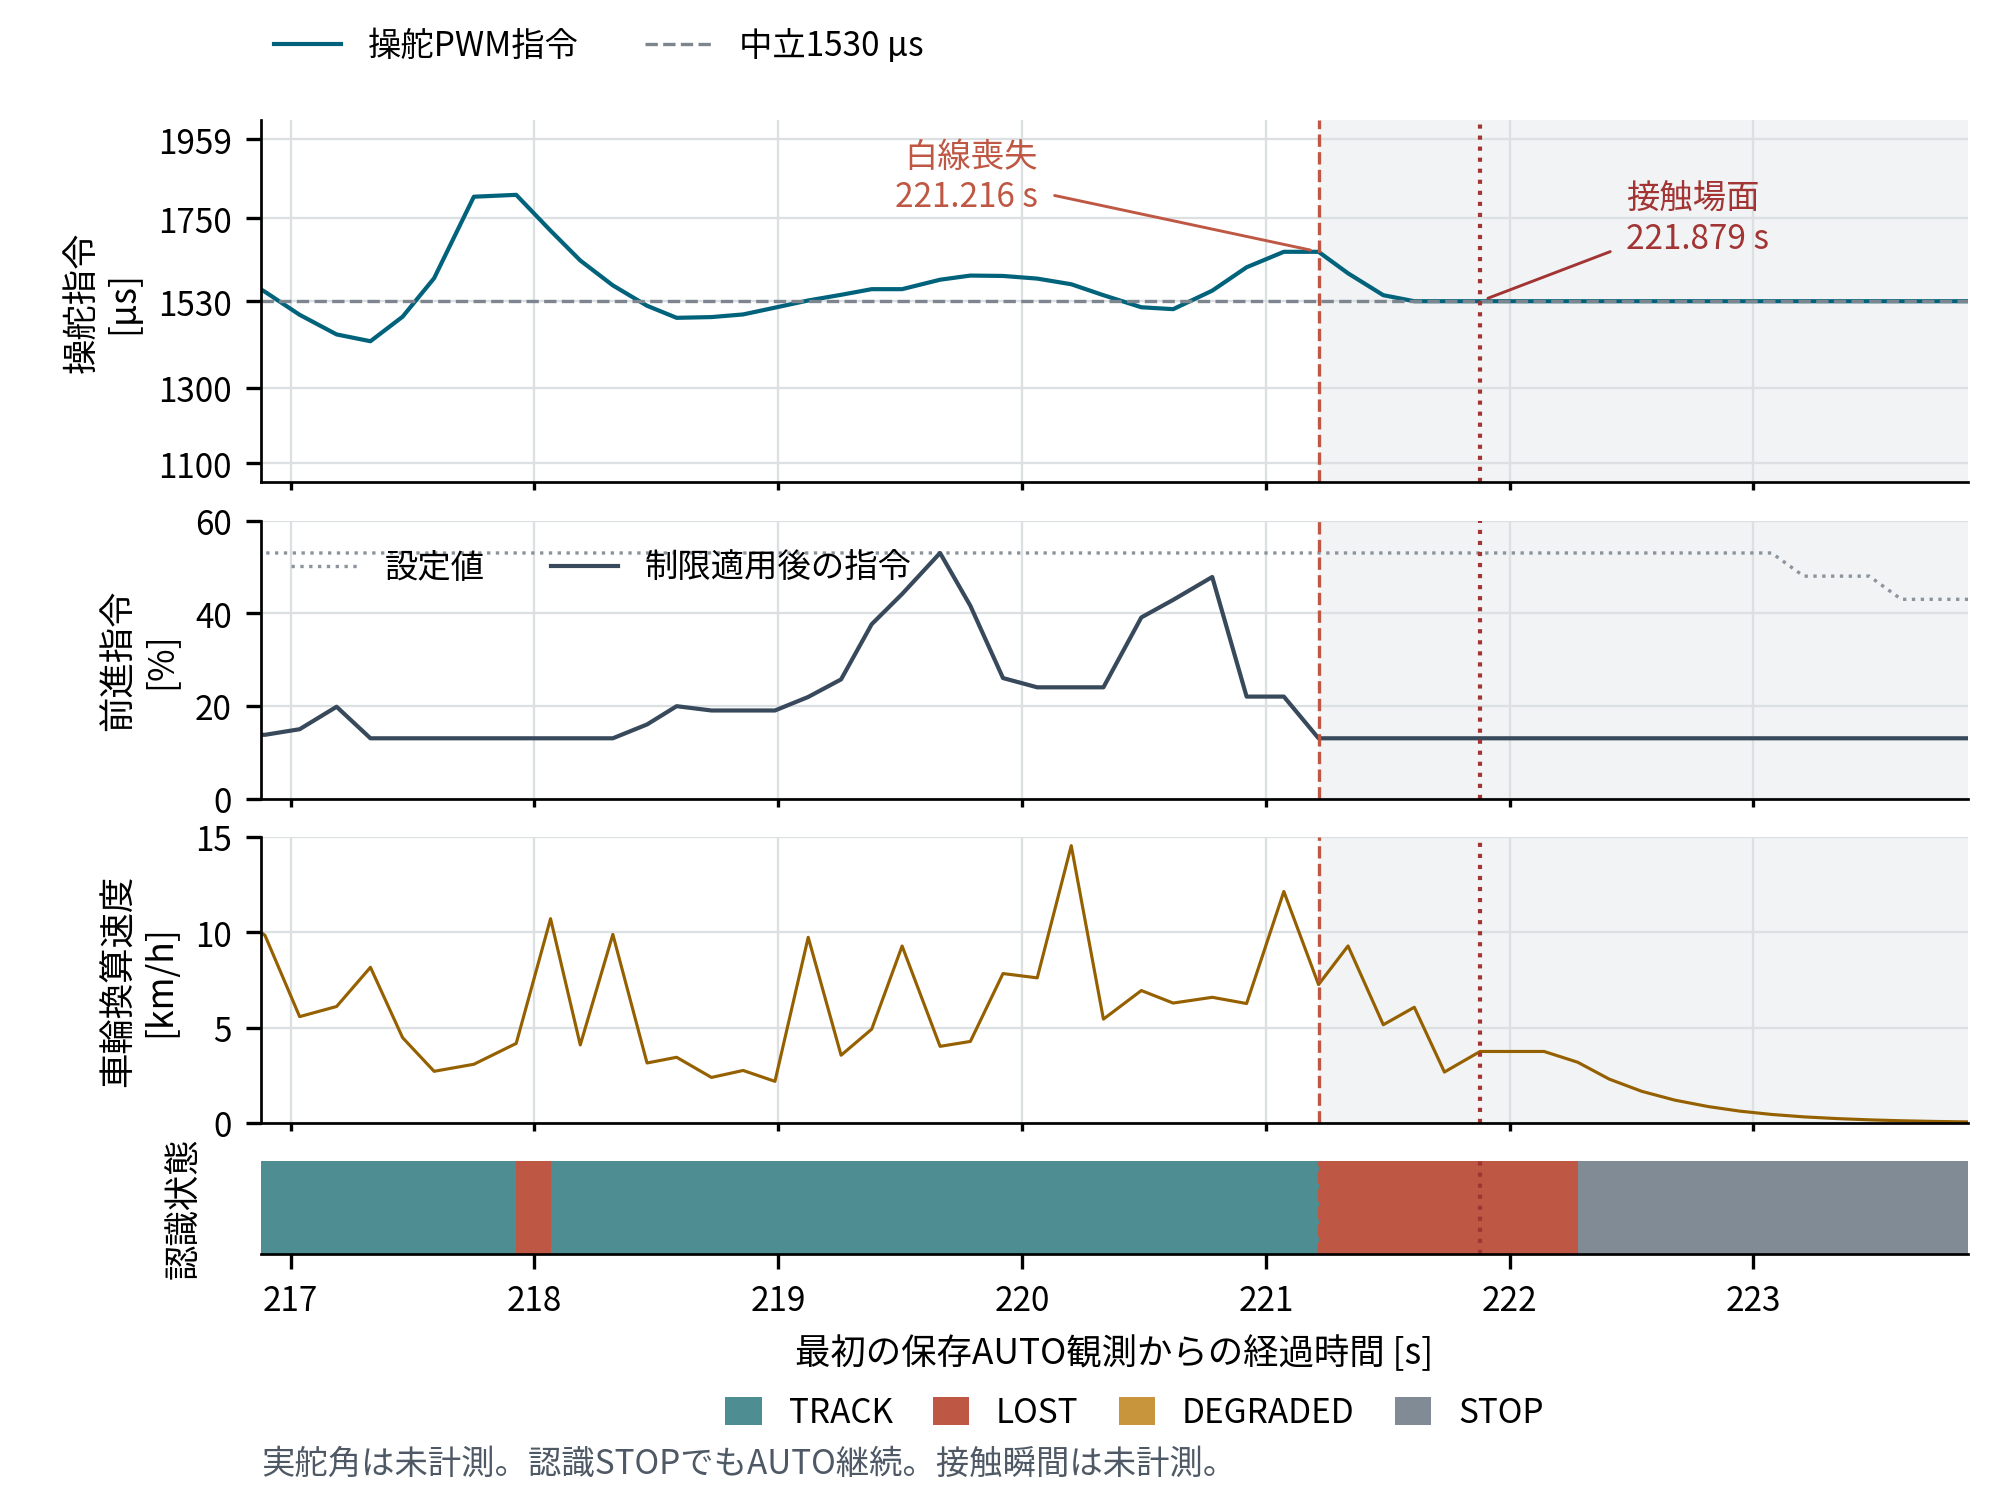 操舵PWM指令 中立1530 µs
操舵指令
[µs]
1959
1750
1530
1300
1100
白線喪失
221.216 s
接触場面
221.879 s
前進指令
[%]
60
40
20
0
設定値 制限適用後の指令
車輪換算速度
[km/h]
15
10
5
0
認識状態
217 218 219 220 221 222 223
最初の保存AUTO観測からの経過時間 [s]
TRACK LOST DEGRADED STOP
実舵角は未計測。認識STOPでもAUTO継続。接触瞬間は未計測。